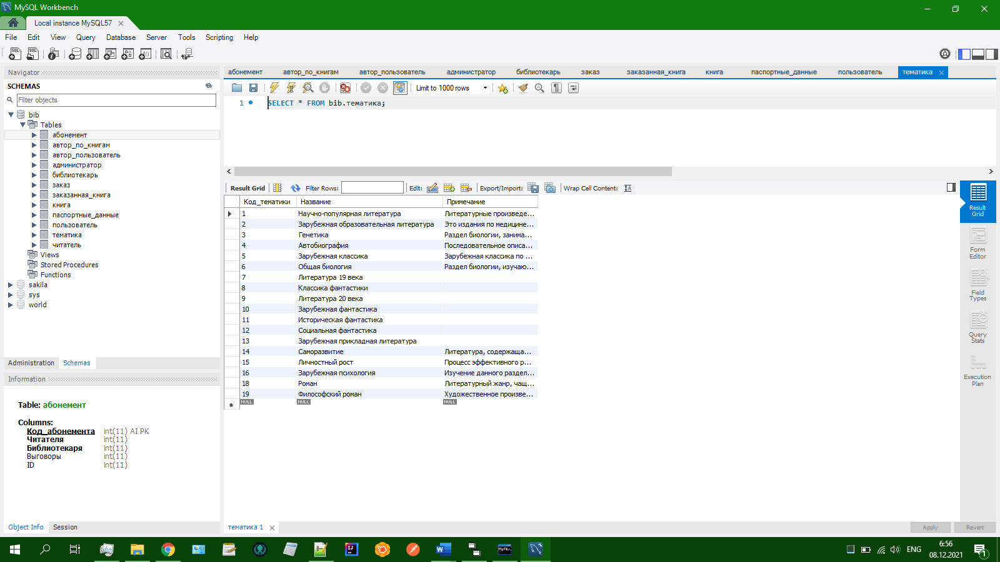 MySQL Workbench
Local instance MySQL57
File Edit View Query Database Server Tools Scripting Help
Navigator
SCHEMAS
Filter objects
bib
Tables
абонемент
автор_по_книгам
автор_пользователь
администратор
библиотекарь
заказ
заказанная_книга
книга
паспортные_данные
пользователь
тематика
читатель
Views
Stored Procedures
Functions
sakila
sys
world
Administration Schemas
Information
Table: абонемент
Columns:
Код_абонемента int(11) AI PK
Читателя int(11)
Библиотекаря int(11)
Выговоры int(11)
ID int(11)
Object Info Session
абонемент автор_по_книгам автор_пользователь администратор библиотекарь заказ заказанная_книга книга паспортные_данные пользователь тематика
Limit to 1000 rows
1 SELECT * FROM bib.тематика;
Result Grid Filter Rows: Edit: Export/Import: Wrap Cell Content:
Код_тематики Название Примечание
1 Научно-популярная литература Литературные произведе...
2 Зарубежная образовательная литература Это издания по медицине...
3 Генетика Раздел биологии, занима...
4 Автобиография Последовательное описа...
5 Зарубежная классика Зарубежная классика по ...
6 Общая биология Раздел биологии, изучаю...
7 Литература 19 века
8 Классика фантастики
9 Литература 20 века
10 Зарубежная фантастика
11 Историческая фантастика
12 Социальная фантастика
13 Зарубежная прикладная литература
14 Саморазвитие Литература, содержаща...
15 Личностный рост Процесс эффективного р...
16 Зарубежная психология Изучение данного раздел...
18 Роман Литературный жанр, чащ...
19 Философский роман Художественное произве...
NULL NULL NULL
Result Grid
Form Editor
Field Types
Query Stats
Execution Plan
тематика 1
Apply Revert
ENG
6:56
08.12.2021
1